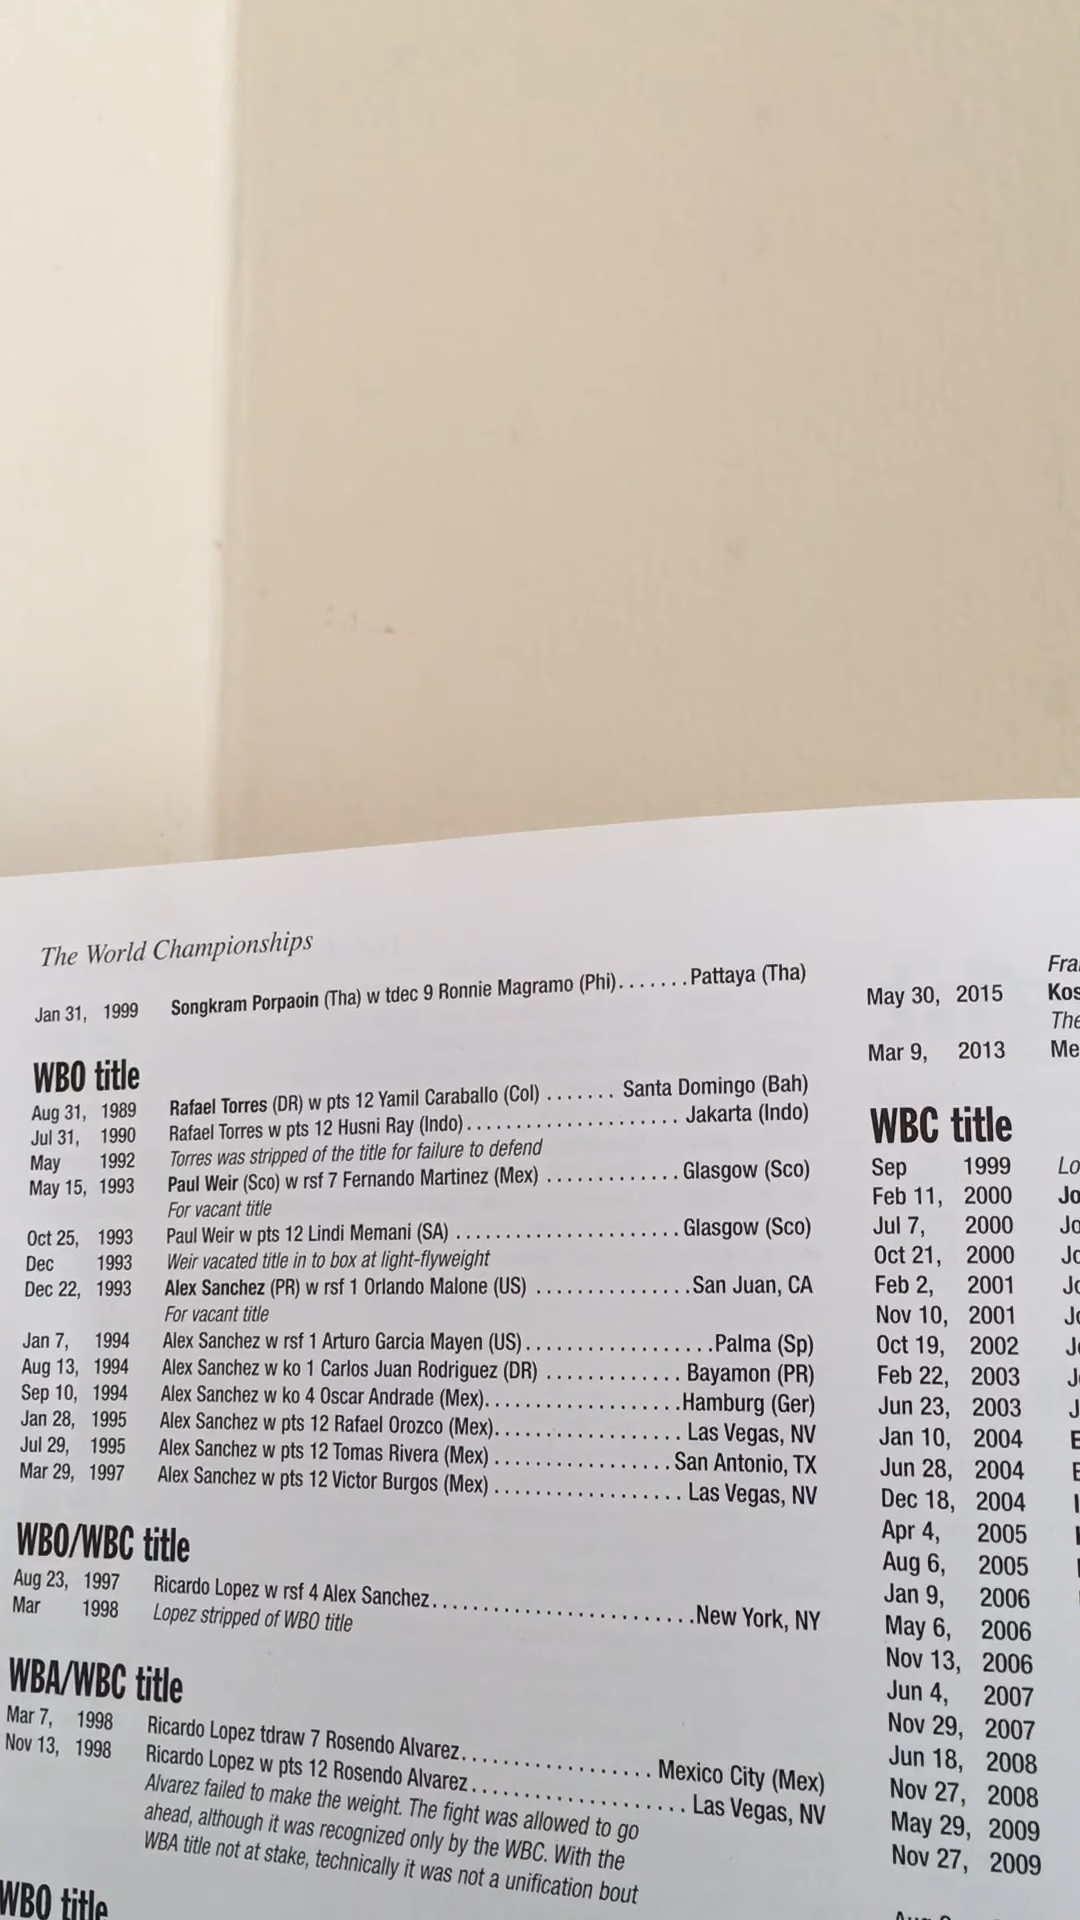 The World Championships
Jan 31, 1999 Songkram Porpaoin (Tha) w tdec 9 Ronnie Magramo (Phi).......Pattaya (Tha)
WBO title
Aug 31, 1989 Rafael Torres (DR) w pts 12 Yamil Caraballo (Col) ....... Santa Domingo (Bah)
Jul 31, 1990 Rafael Torres w pts 12 Husni Ray (Indo)..................... Jakarta (Indo)
May 1992 Torres was stripped of the title for failure to defend
May 15, 1993 Paul Weir (Sco) w rsf 7 Fernando Martinez (Mex) ............. Glasgow (Sco)
For vacant title
Oct 25, 1993 Paul Weir w pts 12 Lindi Memani (SA) ...................... Glasgow (Sco)
Dec 1993 Weir vacated title in to box at light-flyweight
Dec 22, 1993 Alex Sanchez (PR) w rsf 1 Orlando Malone (US) ...............San Juan, CA
For vacant title
Jan 7, 1994 Alex Sanchez w rsf 1 Arturo Garcia Mayen (US)...................Palma (Sp)
Aug 13, 1994 Alex Sanchez w ko 1 Carlos Juan Rodriguez (DR) ............. Bayamon (PR)
Sep 10, 1994 Alex Sanchez w ko 4 Oscar Andrade (Mex)...................Hamburg (Ger)
Jan 28, 1995 Alex Sanchez w pts 12 Rafael Orozco (Mex).................. Las Vegas, NV
Jul 29, 1995 Alex Sanchez w pts 12 Tomas Rivera (Mex) .................San Antonio, TX
Mar 29, 1997 Alex Sanchez w pts 12 Victor Burgos (Mex) .................. Las Vegas, NV
WBO/WBC title
Aug 23, 1997 Ricardo Lopez w rsf 4 Alex Sanchez..........................New York, NY
Mar 1998 Lopez stripped of WBO title
WBA/WBC title
Mar 7, 1998 Ricardo Lopez tdraw 7 Rosendo Alvarez................... Mexico City (Mex)
Nov 13, 1998 Ricardo Lopez w pts 12 Rosendo Alvarez..................... Las Vegas, NV
Alvarez failed to make the weight. The fight was allowed to go
ahead, although it was recognized only by the WBC. With the
WBA title not at stake, technically it was not a unification bout
WBO title
Fra
May 30, 2015 Kos
The
Mar 9, 2013 Me
WBC title
Sep 1999 Lo
Feb 11, 2000 Jo
Jul 7, 2000 Jo
Oct 21, 2000 Jo
Feb 2, 2001 Jo
Nov 10, 2001 Jo
Oct 19, 2002 Jo
Feb 22, 2003 J
Jun 23, 2003 J
Jan 10, 2004 E
Jun 28, 2004 E
Dec 18, 2004
Apr 4, 2005
Aug 6, 2005
Jan 9, 2006
May 6, 2006
Nov 13, 2006
Jun 4, 2007
Nov 29, 2007
Jun 18, 2008
Nov 27, 2008
May 29, 2009
Nov 27, 2009